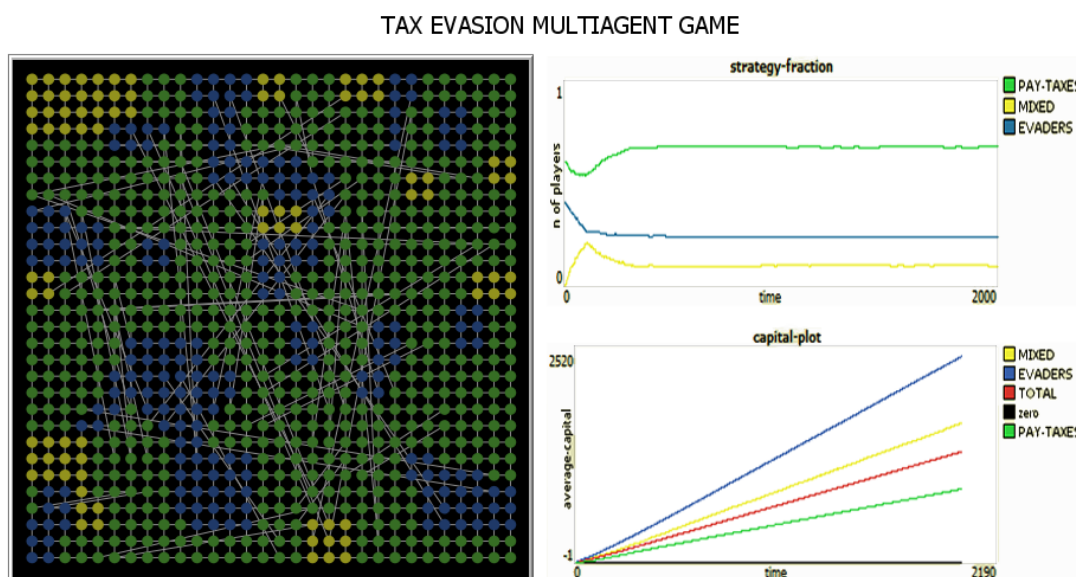 TAX EVASION MULTIAGENT GAME
strategy-fraction
1
n of players
0
0
time
2000
PAY-TAXES
MIXED
EVADERS
capital-plot
2520
average-capital
-1
0
time
2190
MIXED
EVADERS
TOTAL
zero
PAY-TAXES